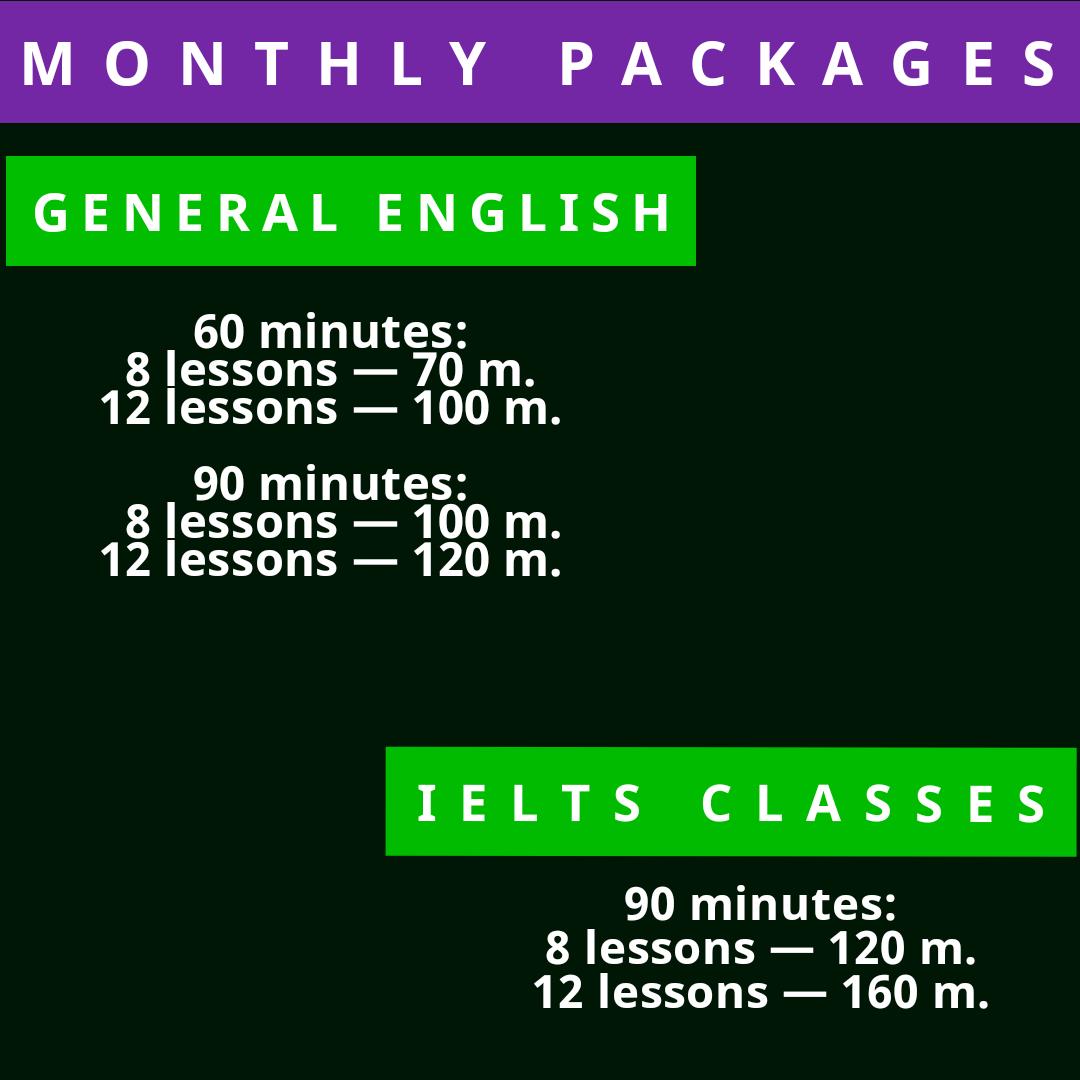 MONTHLY PACKAGES
GENERAL ENGLISH
60 minutes:
8 lessons — 70 m.
12 lessons — 100 m.
90 minutes:
8 lessons — 100 m.
12 lessons — 120 m.
IELTS CLASSES
90 minutes:
8 lessons — 120 m.
12 lessons — 160 m.